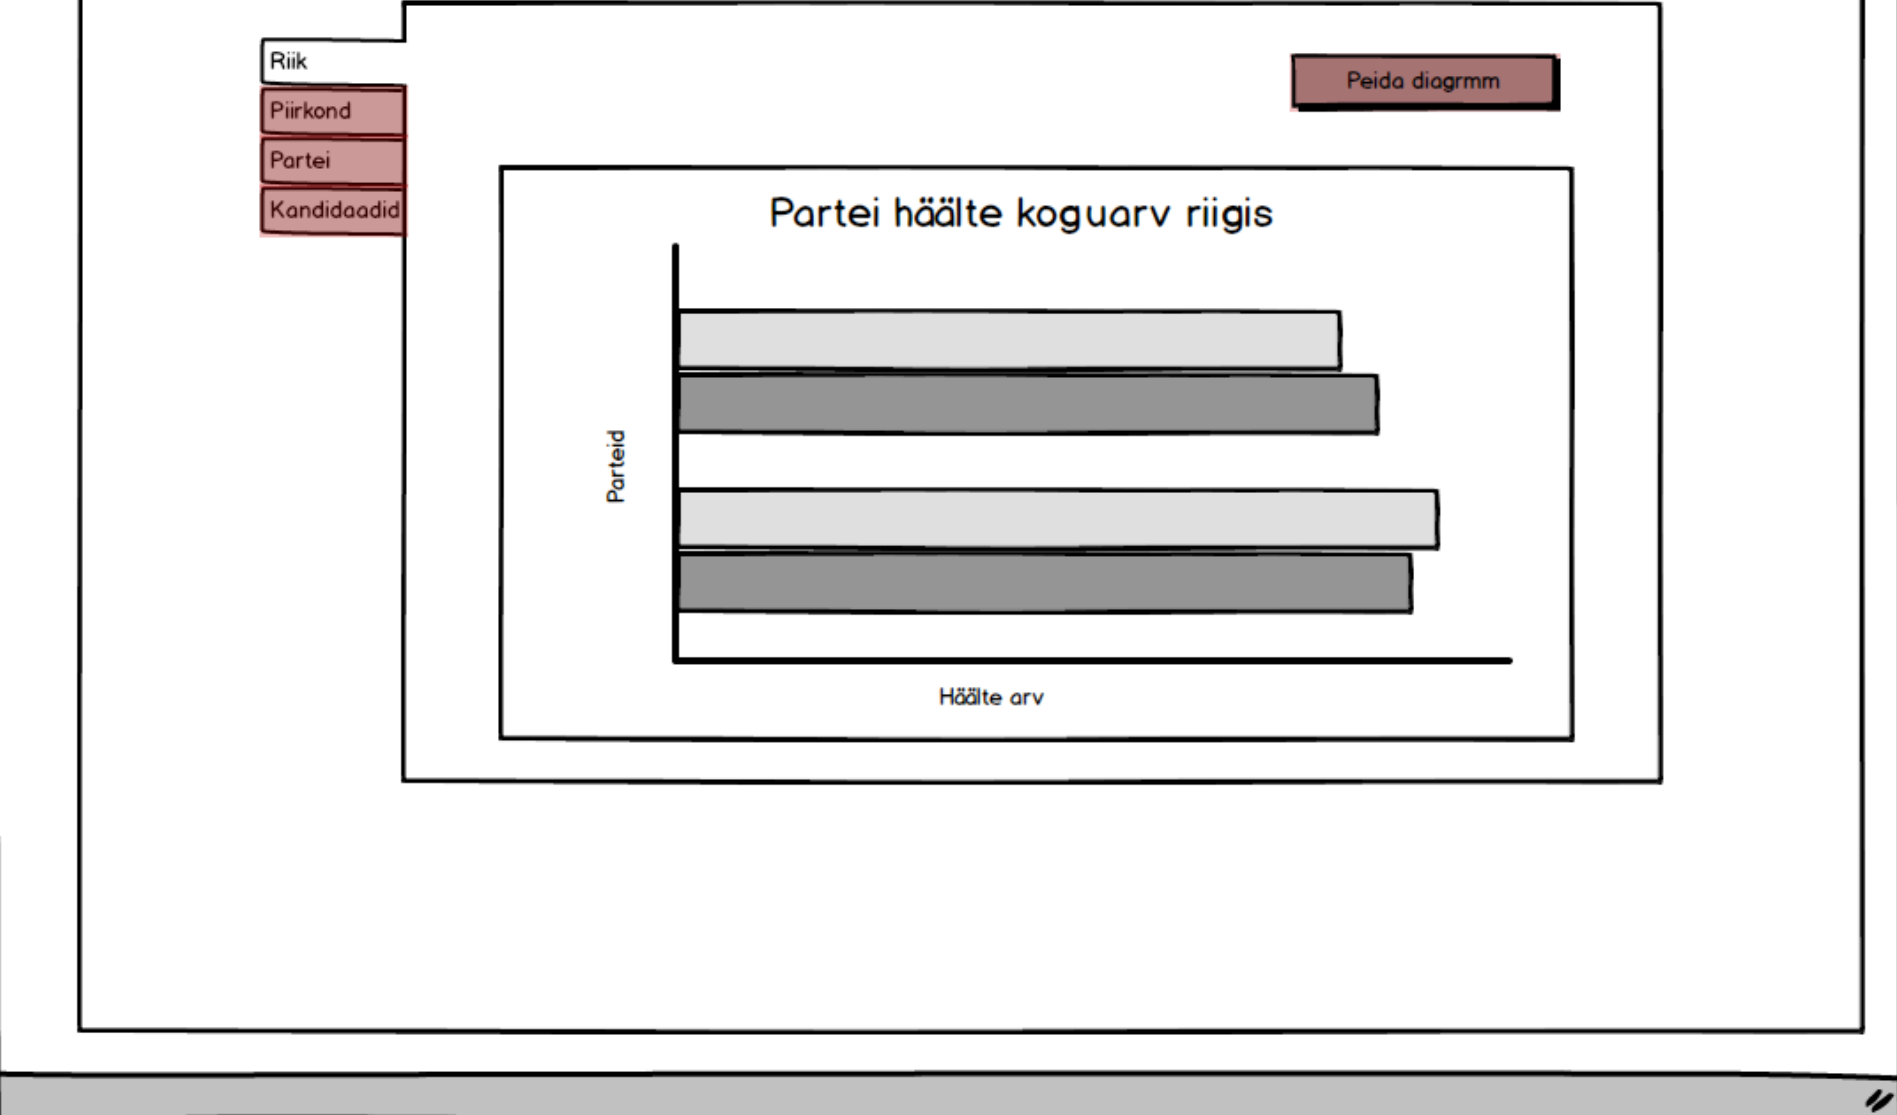 Riik
Peida diagrmm
Piirkond
Partei
Kandidaadid
Partei häälte koguarv riigis
Parteid
Häälte arv